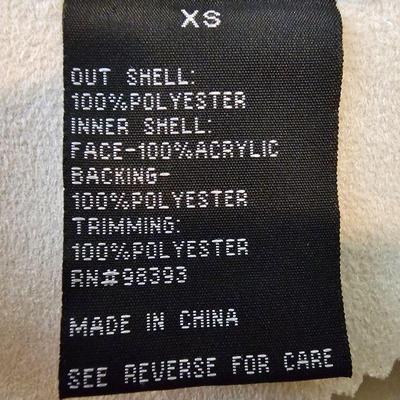 XS
OUT SHELL:
100%POLYESTER
INNER SHELL:
FACE-100%ACRYLIC
BACKING-
100%POLYESTER
TRIMMING:
100%POLYESTER
RN#98393
MADE IN CHINA
SEE REVERSE FOR CARE